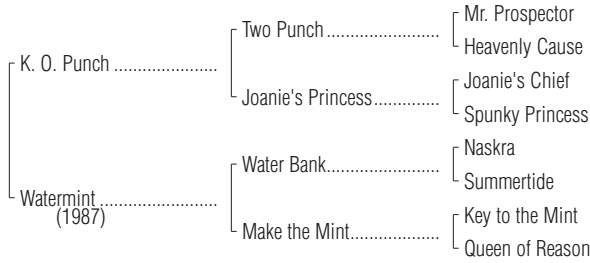 Mr. Prospector
Two Punch
Heavenly Cause
K. O. Punch
Joanie's Chief
Joanie's Princess
Spunky Princess
Naskra
Water Bank
Summertide
Watermint
(1987)
Key to the Mint
Make the Mint
Queen of Reason